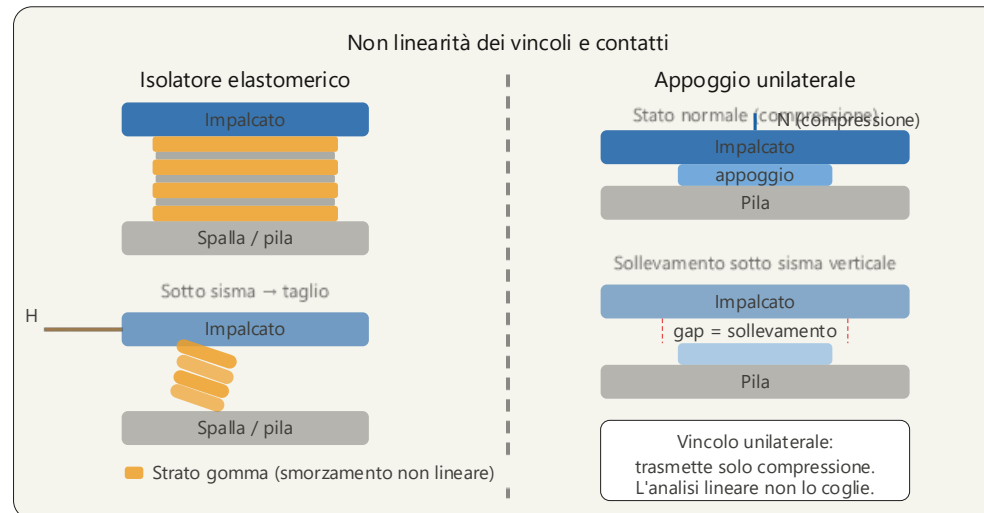 Non linearità dei vincoli e contatti
Isolatore elastomerico
Impalcato
Spalla / pila
Sotto sisma → taglio
H
Impalcato
Spalla / pila
Strato gomma (smorzamento non lineare)
Appoggio unilaterale
Stato normale (compressione)
N (compressione)
Impalcato
appoggio
Pila
Sollevamento sotto sisma verticale
Impalcato
gap = sollevamento
Pila
Vincolo unilaterale:
trasmette solo compressione.
L'analisi lineare non lo coglie.